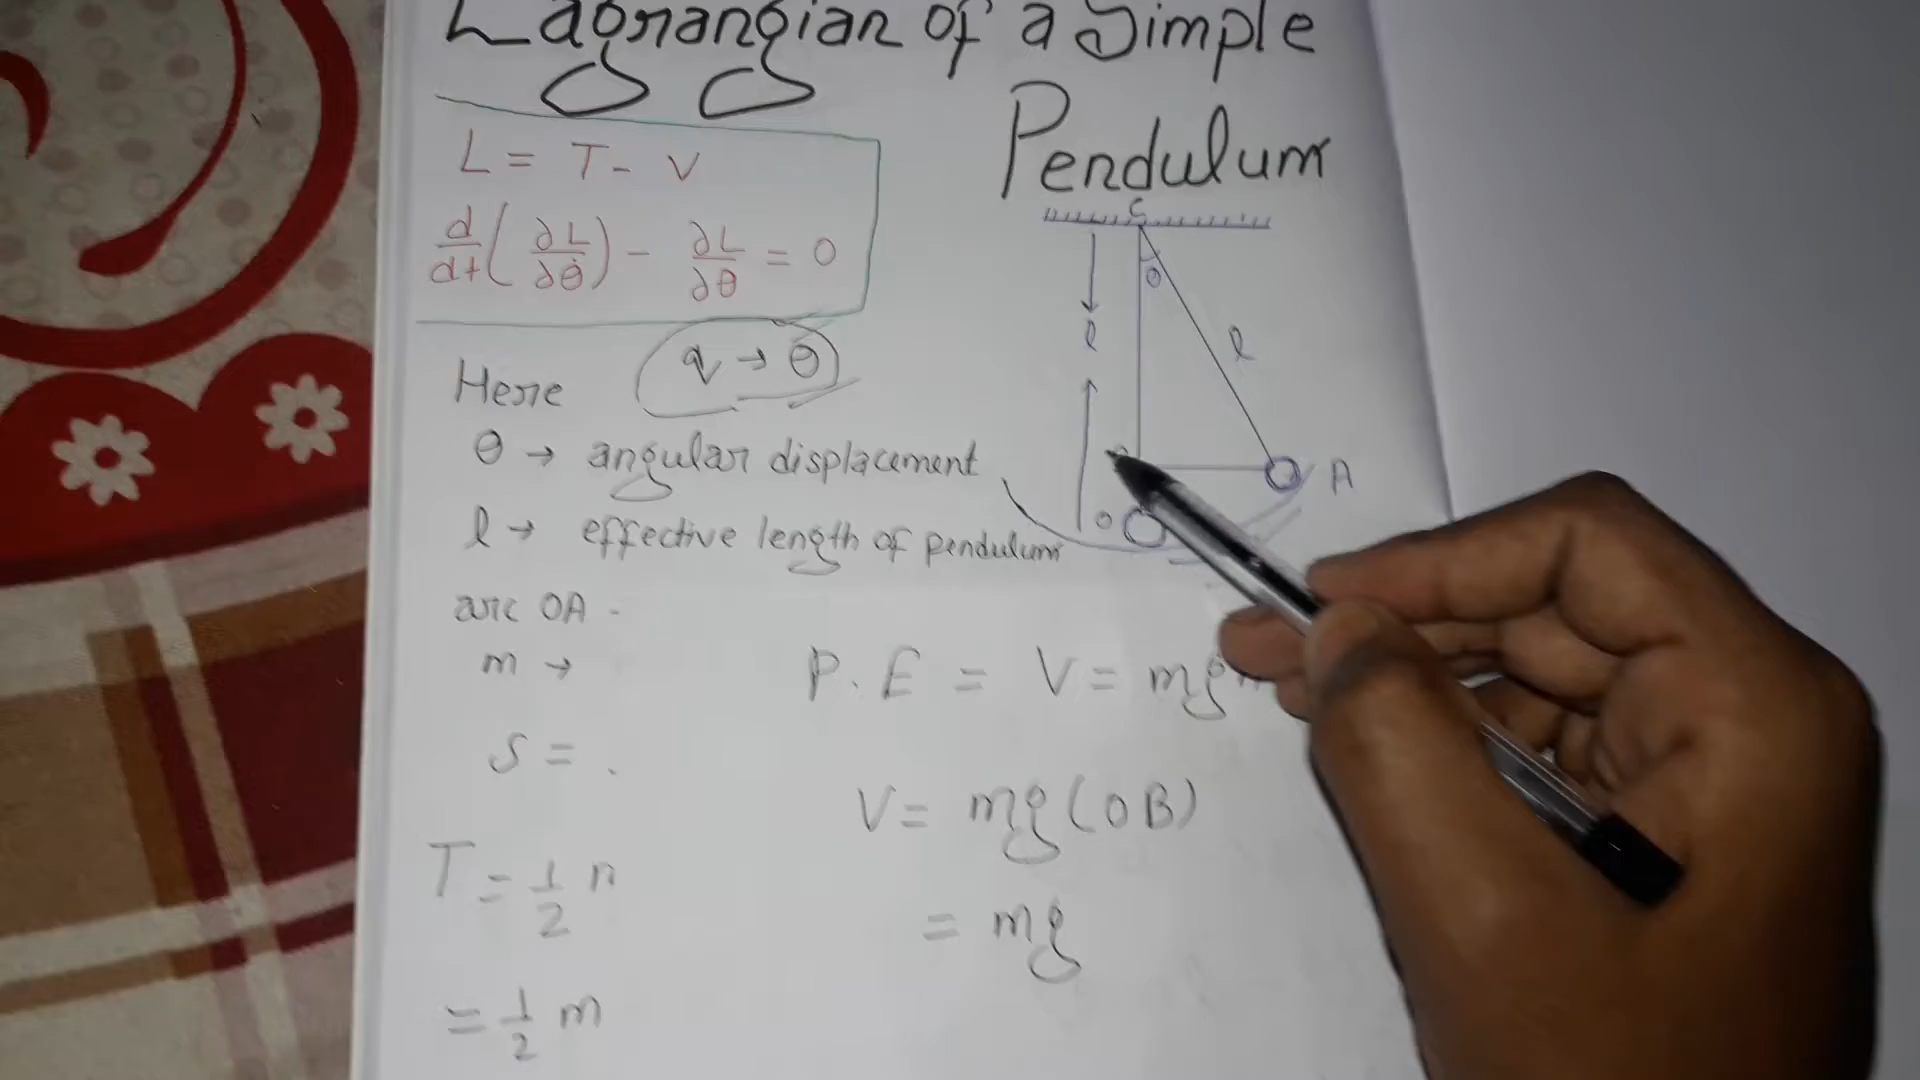 Lagrangian of a Simple
Pendulum
L = T - V
d/dt (∂L/∂θ̇) - ∂L/∂θ = 0
q → θ
Here
θ → angular displacement
l → effective length of pendulum
arc OA -
m →
S = .
T = 1/2 m
= 1/2 m
P.E = V = mgh
V = mg(OB)
= mg
C
θ
l
l
A
O